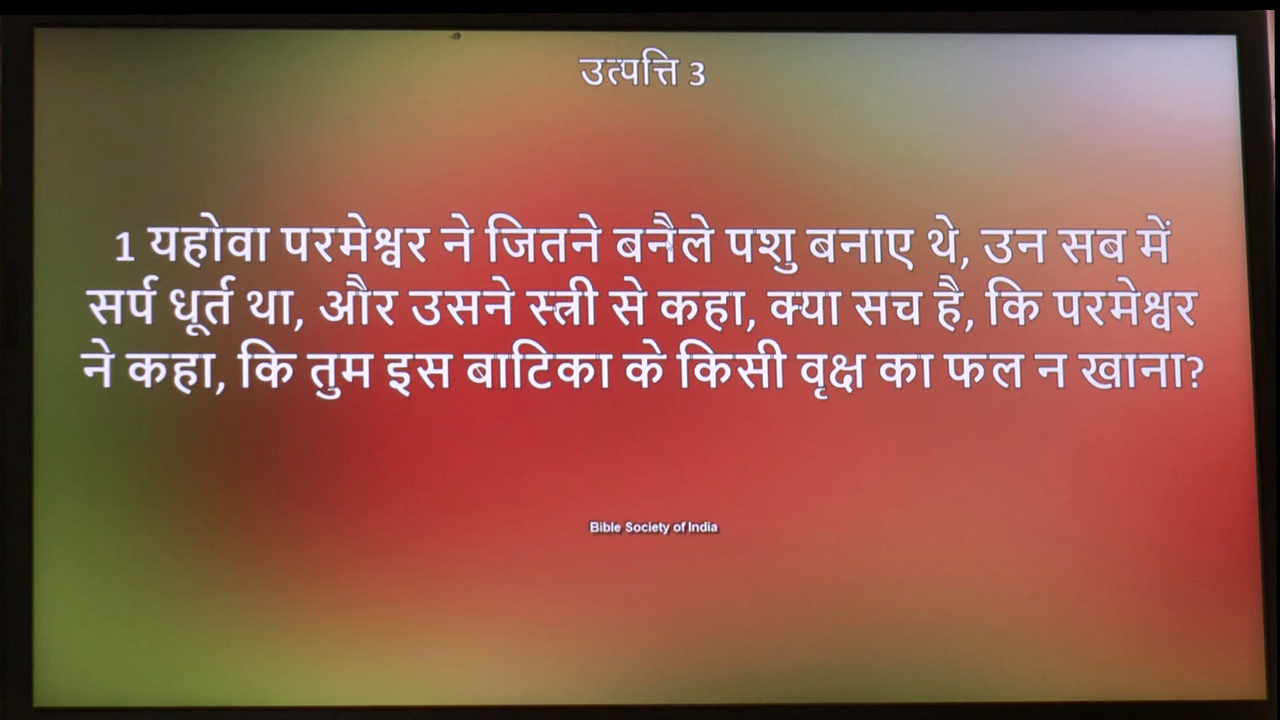 उत्पत्ति 3
1 यहोवा परमेश्वर ने जितने बनैले पशु बनाए थे, उन सब में
सर्प धूर्त था, और उसने स्त्री से कहा, क्या सच है, कि परमेश्वर
ने कहा, कि तुम इस बाटिका के किसी वृक्ष का फल न खाना?
Bible Society of India